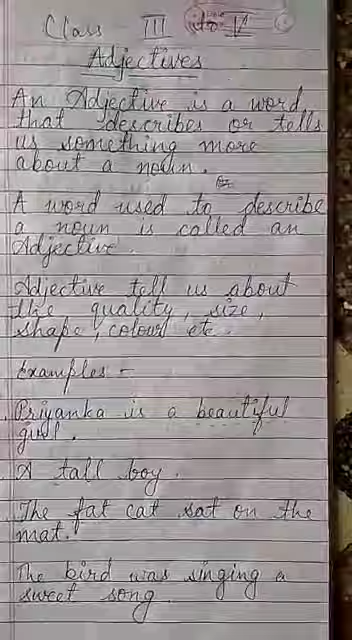 Class III to V
Adjectives
An Adjective is a word
that describes or tells
us something more
about a noun.
A word used to describe
a noun is called an
Adjective.
Adjective tell us about
the quality, size,
shape, colour etc.
Examples -
Priyanka is a beautiful
girl.
A tall boy.
The fat cat sat on the
mat.
The bird was singing a
sweet song.